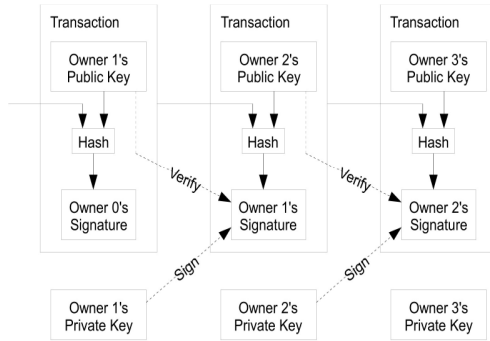 Transaction
Transaction
Transaction
Owner 1's
Public Key
Owner 2's
Public Key
Owner 3's
Public Key
Hash
Hash
Hash
Verify
Verify
Owner 0's
Signature
Owner 1's
Signature
Owner 2's
Signature
Sign
Sign
Owner 1's
Private Key
Owner 2's
Private Key
Owner 3's
Private Key